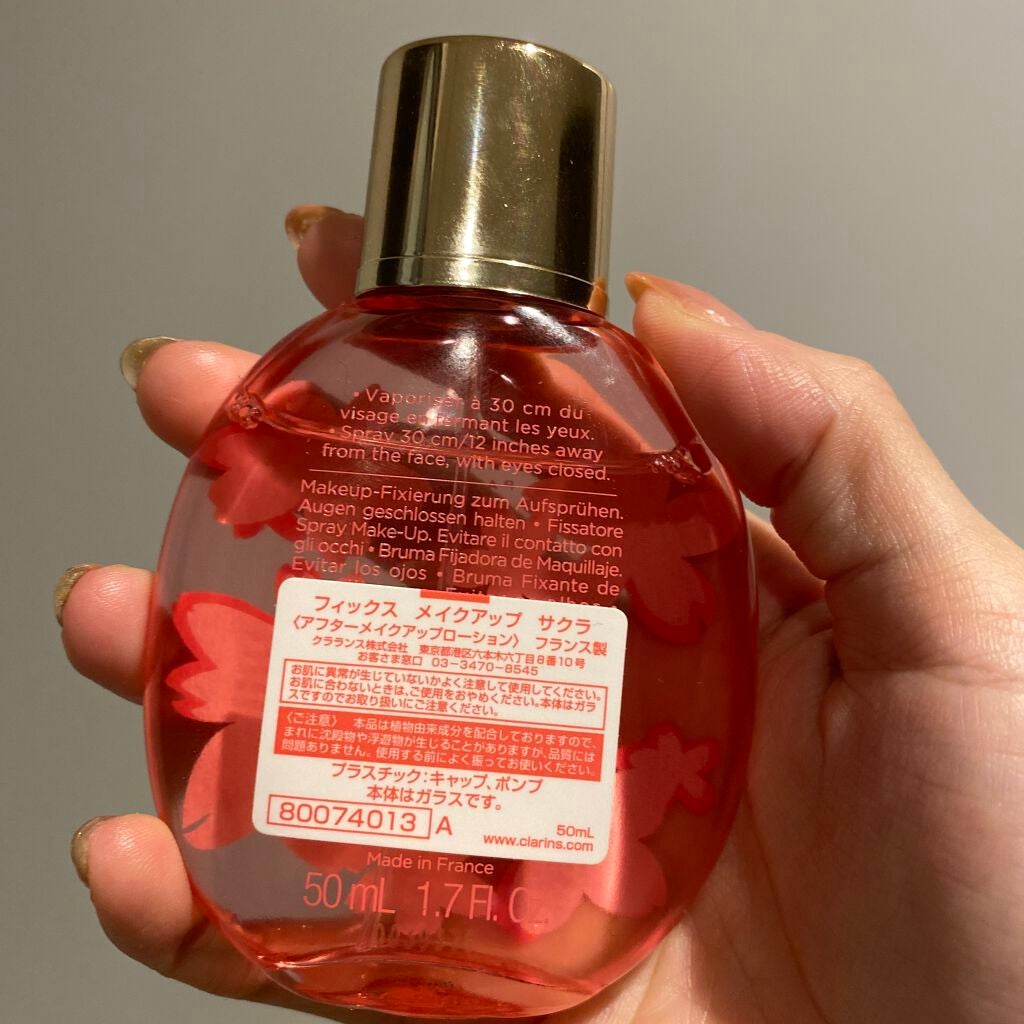 • Vaporiser à 30 cm du
visage en fermant les yeux.
• Spray 30 cm/12 inches away
from the face, with eyes closed.
Makeup-Fixierung zum Aufsprühen.
Augen geschlossen halten • Fissatore
Spray Make-Up. Evitare il contatto con
gli occhi • Bruma Fijadora de Maquillaje.
Evitar los ojos • Bruma Fixante de
フィックス メイクアップ サクラ
〈アフターメイクアップローション〉 フランス製
クラランス株式会社 東京都港区六本木六丁目8番10号
お客さま窓口 03-3470-8545
お肌に異常が生じていないかよく注意して使用してください。
お肌に合わないときは、ご使用をおやめください。本体はガラ
スですのでお取り扱いにご注意ください。
〈ご注意〉 本品は植物由来成分を配合しておりますので、
まれに沈殿物や浮遊物が生じることがありますが、品質には
問題ありません。使用する前によく振ってお使いください。
プラスチック：キャップ、ポンプ
本体はガラスです。
80074013 A
50mL
www.clarins.com
Made in France
50 mL 1.7 Fl. Oz.